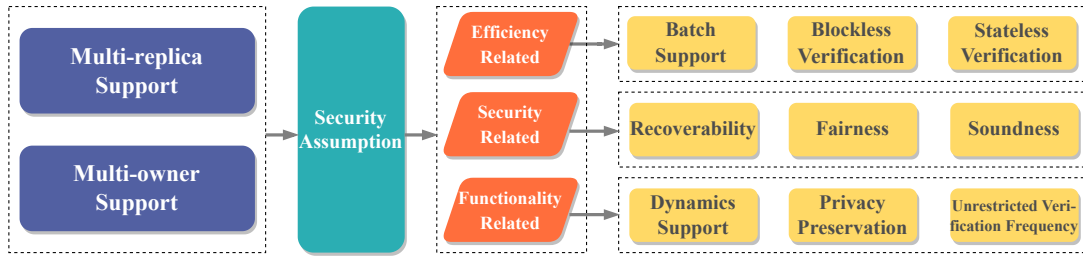 Multi-replica
Support
Multi-owner
Support
Security
Assumption
Efficiency
Related
Security
Related
Functionality
Related
Batch
Support
Blockless
Verification
Stateless
Verification
Recoverability
Fairness
Soundness
Dynamics
Support
Privacy
Preservation
Unrestricted Veri-
fication Frequency